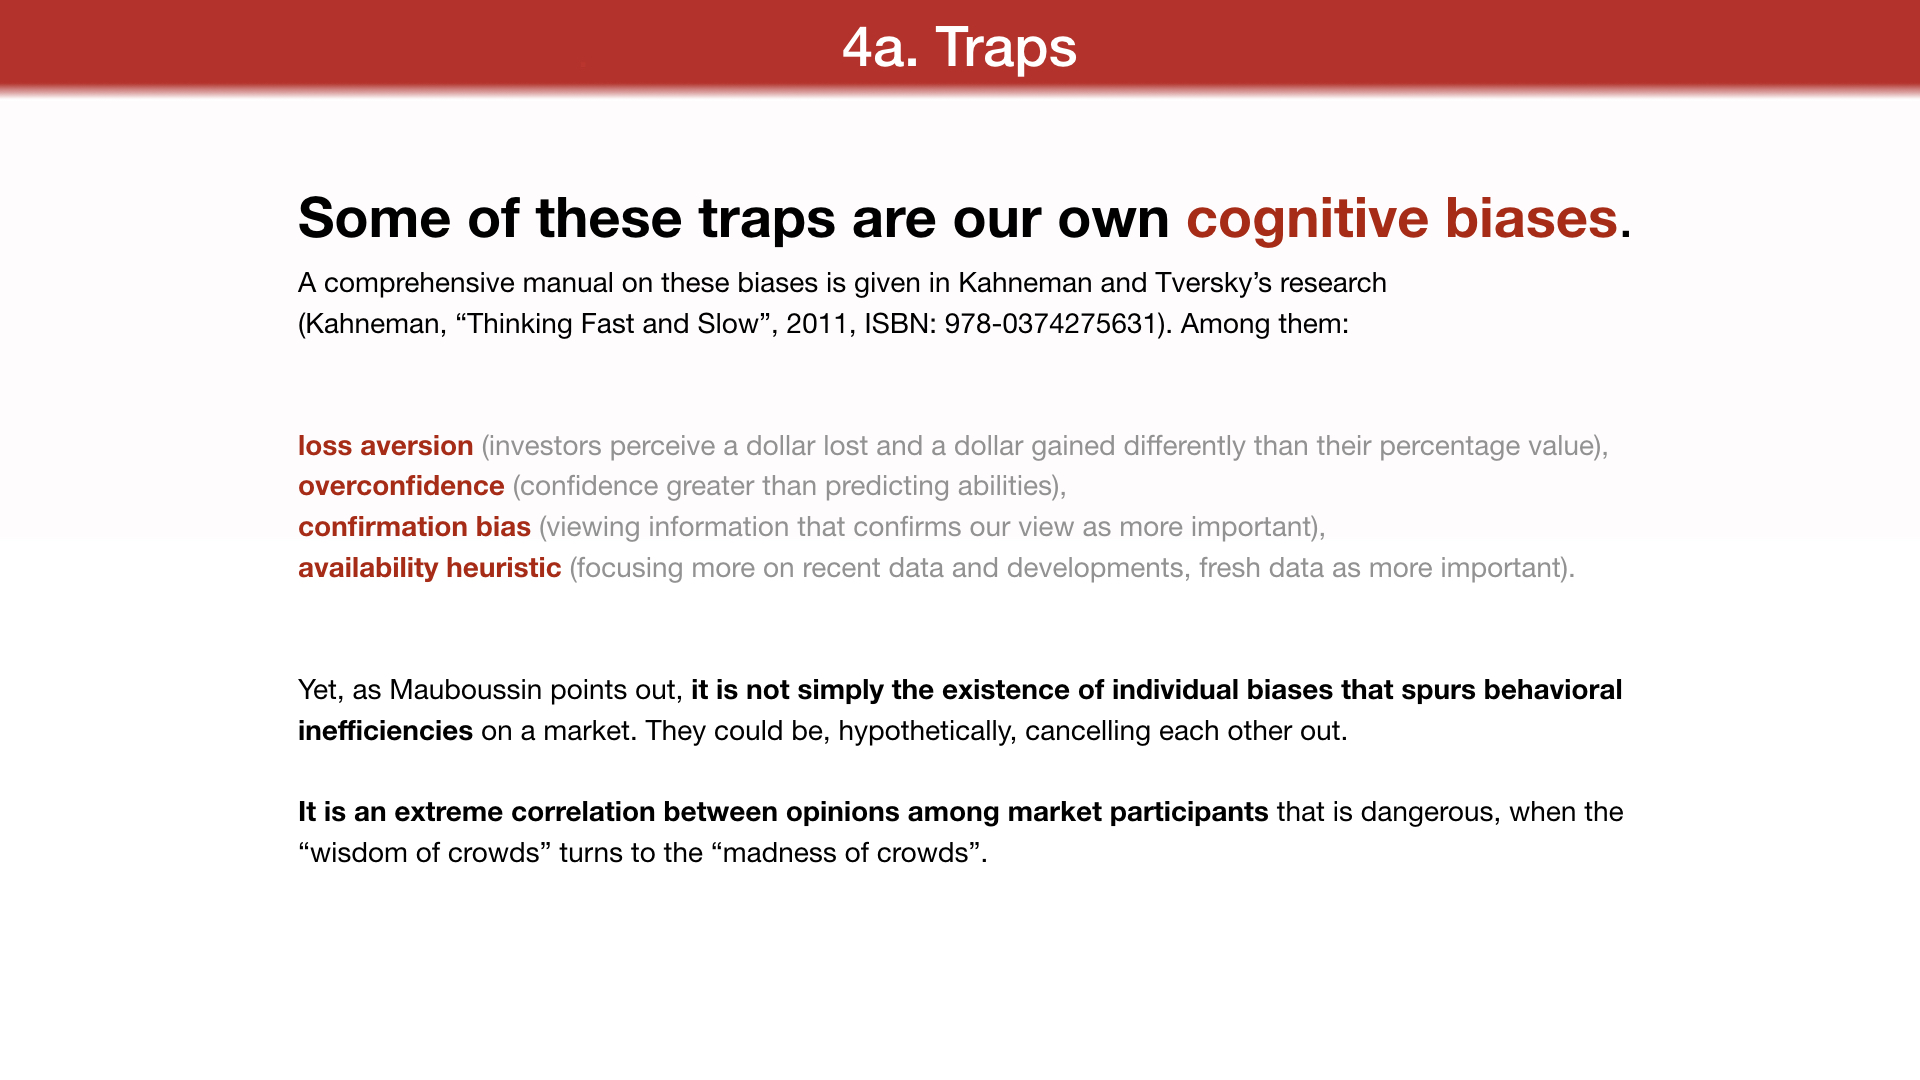 4a. Traps
Some of these traps are our own cognitive biases.
A comprehensive manual on these biases is given in Kahneman and Tversky’s research
(Kahneman, “Thinking Fast and Slow”, 2011, ISBN: 978-0374275631). Among them:
loss aversion (investors perceive a dollar lost and a dollar gained differently than their percentage value),
overconfidence (confidence greater than predicting abilities),
confirmation bias (viewing information that confirms our view as more important),
availability heuristic (focusing more on recent data and developments, fresh data as more important).
Yet, as Mauboussin points out, it is not simply the existence of individual biases that spurs behavioral
inefficiencies on a market. They could be, hypothetically, cancelling each other out.
It is an extreme correlation between opinions among market participants that is dangerous, when the
“wisdom of crowds” turns to the “madness of crowds”.